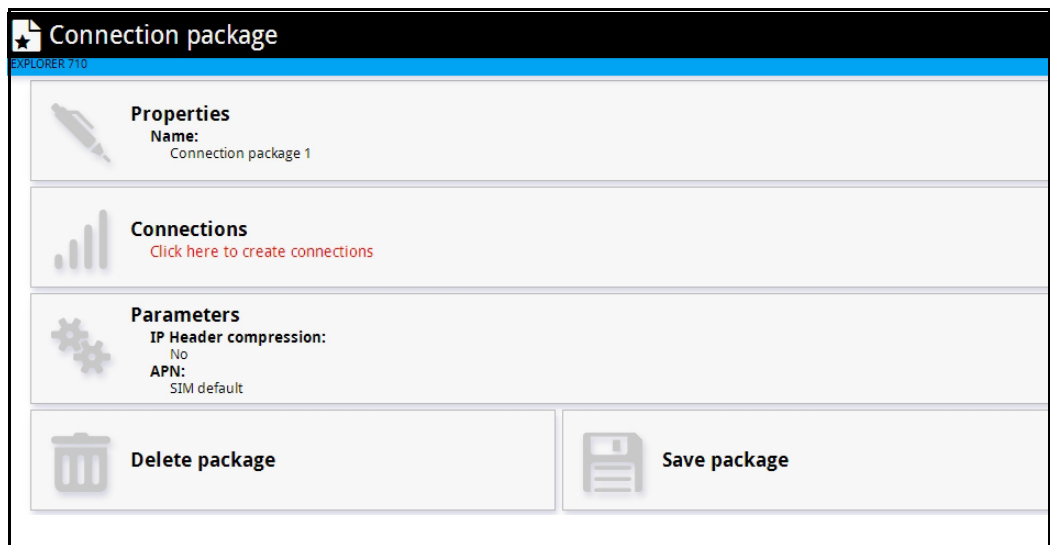 Connection package
EXPLORER 710
Properties
Name:
Connection package 1
Connections
Click here to create connections
Parameters
IP Header compression:
No
APN:
SIM default
Delete package
Save package